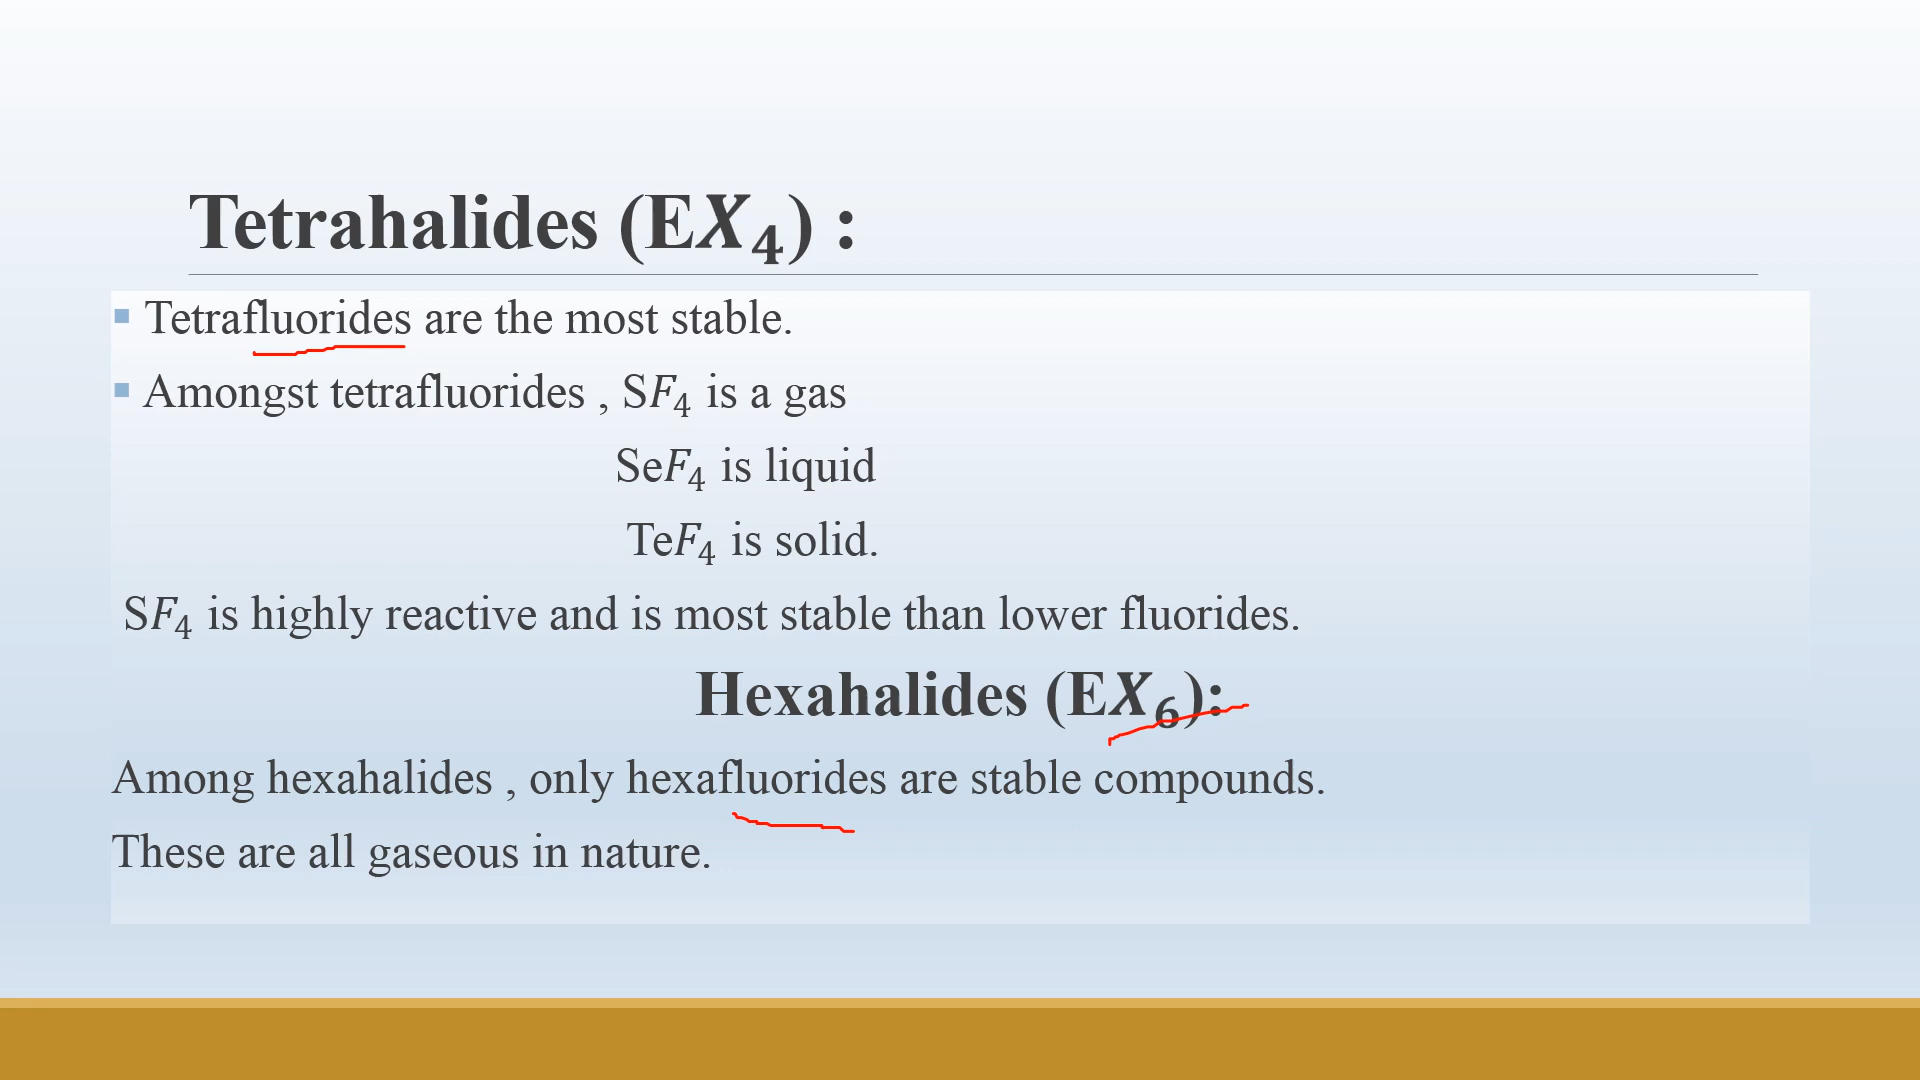 Tetrahalides (EX₄) :
Tetrafluorides are the most stable.
Amongst tetrafluorides , SF₄ is a gas
SeF₄ is liquid
TeF₄ is solid.
SF₄ is highly reactive and is most stable than lower fluorides.
Hexahalides (EX₆):
Among hexahalides , only hexafluorides are stable compounds.
These are all gaseous in nature.